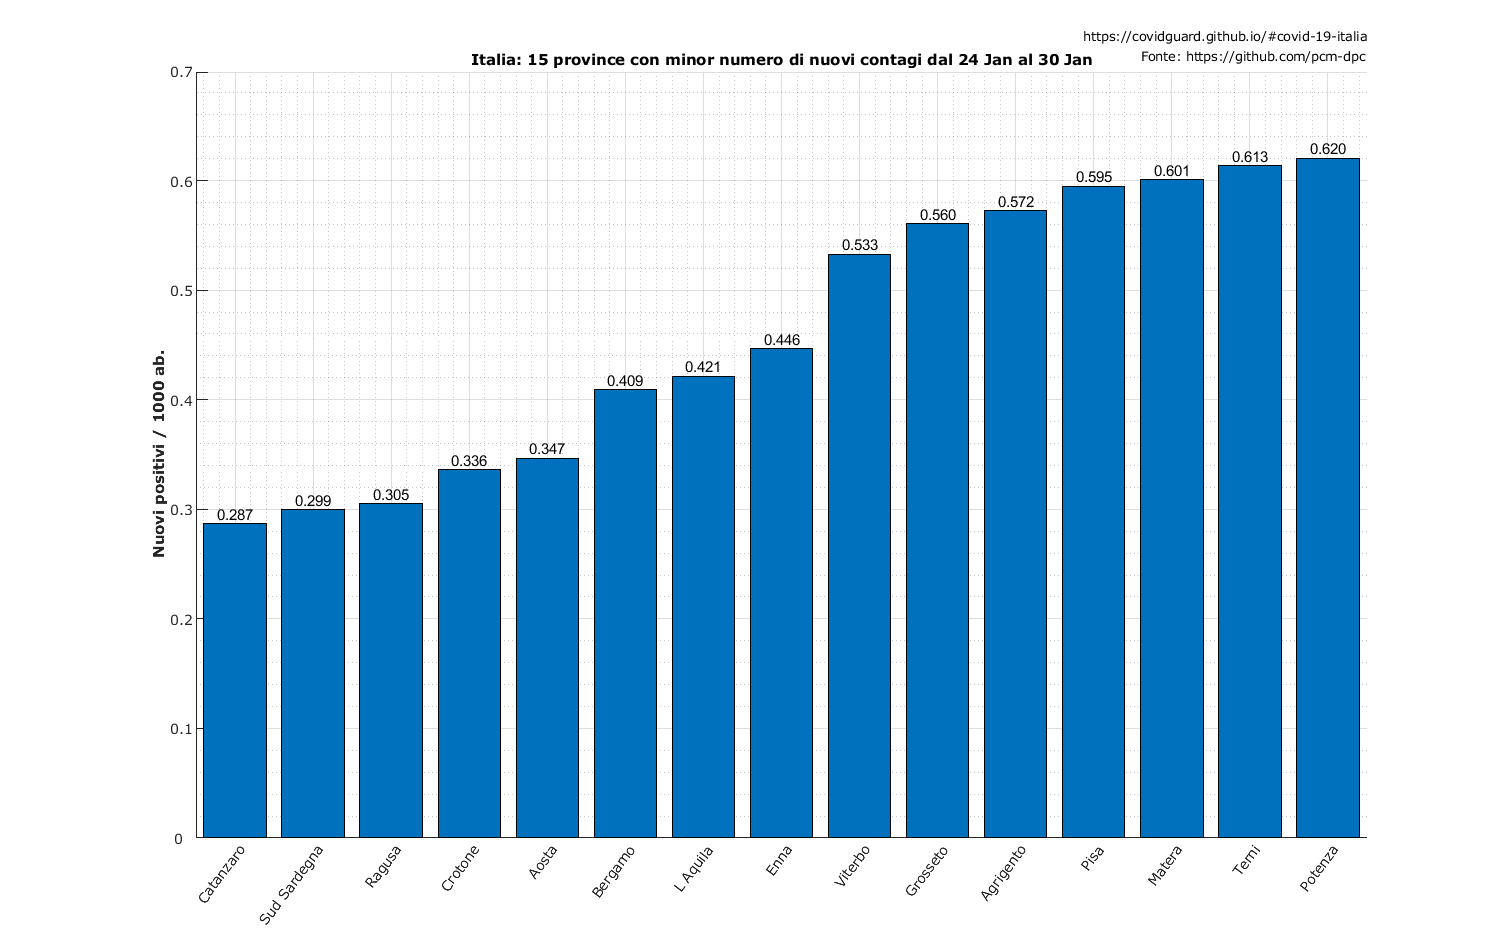 https://covidguard.github.io/#covid-19-italia
Italia: 15 province con minor numero di nuovi contagi dal 24 Jan al 30 Jan
Fonte: https://github.com/pcm-dpc
Nuovi positivi / 1000 ab.
0.7
0.6
0.5
0.4
0.3
0.2
0.1
0
0.287
0.299
0.305
0.336
0.347
0.409
0.421
0.446
0.533
0.560
0.572
0.595
0.601
0.613
0.620
Catanzaro
Sud Sardegna
Ragusa
Crotone
Aosta
Bergamo
L Aquila
Enna
Viterbo
Grosseto
Agrigento
Pisa
Matera
Terni
Potenza